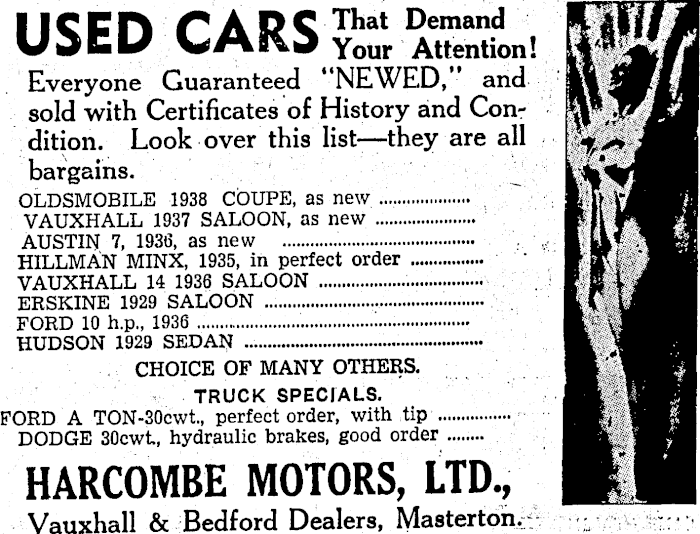 USED CARS That Demand
Your Attention!
Everyone Guaranteed "NEWED," and
sold with Certificates of History and Con-
dition. Look over this list—they are all
bargains.
OLDSMOBILE 1938 COUPE, as new ...................
VAUXHALL 1937 SALOON, as new .....................
AUSTIN 7, 1936, as new ........................................
HILLMAN MINX, 1935, in perfect order ...............
VAUXHALL 14 1936 SALOON ..................................
ERSKINE 1929 SALOON ..............................................
FORD 10 h.p., 1936 .........................................................
HUDSON 1929 SEDAN ..................................................
CHOICE OF MANY OTHERS.
TRUCK SPECIALS.
FORD A TON-30cwt., perfect order, with tip ...............
DODGE 30cwt., hydraulic brakes, good order ........
HARCOMBE MOTORS, LTD.,
Vauxhall & Bedford Dealers, Masterton.